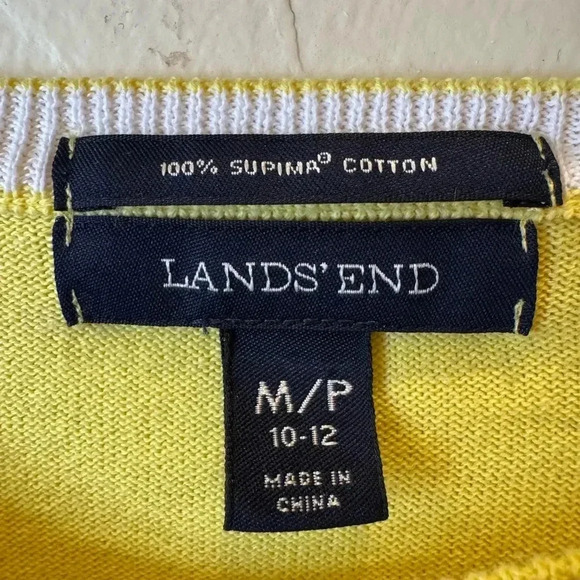 100% SUPIMA® COTTON
LANDS' END
M/P
10-12
MADE IN
CHINA